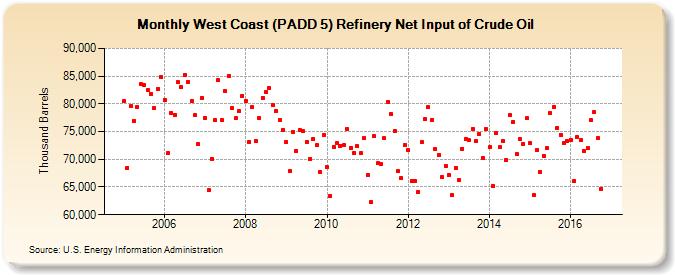 Monthly West Coast (PADD 5) Refinery Net Input of Crude Oil
Thousand Barrels
90,000
85,000
80,000
75,000
70,000
65,000
60,000
2006 2008 2010 2012 2014 2016
Source: U.S. Energy Information Administration